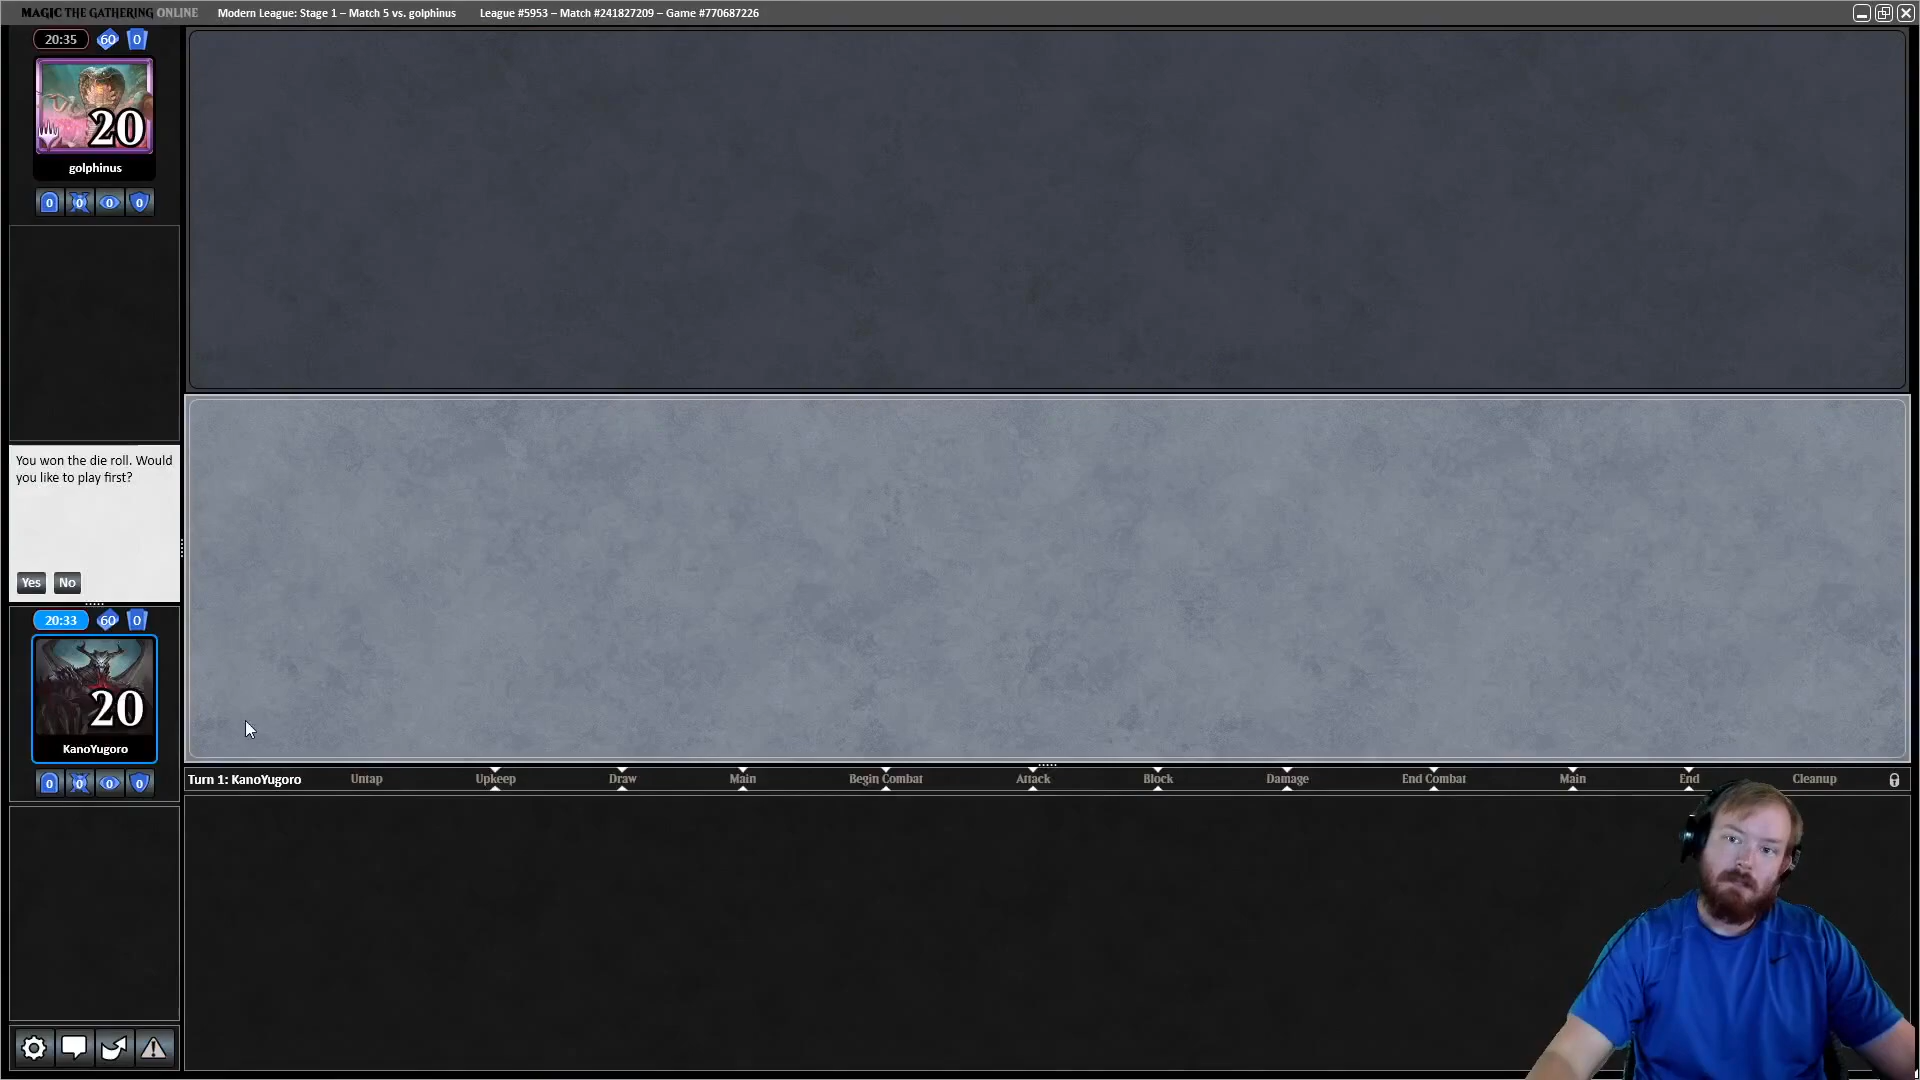 MAGIC THE GATHERING ONLINE
Modern League: Stage 1 – Match 5 vs. golphinus
League #5953 – Match #241827209 – Game #770687226
20:35
60
0
20
golphinus
0
0
0
0
You won the die roll. Would
you like to play first?
Yes
No
20:33
60
0
20
KanoYugoro
0
0
0
0
Turn 1: KanoYugoro
Untap
Upkeep
Draw
Main
Begin Combat
Attack
Block
Damage
End Combat
Main
End
Cleanup